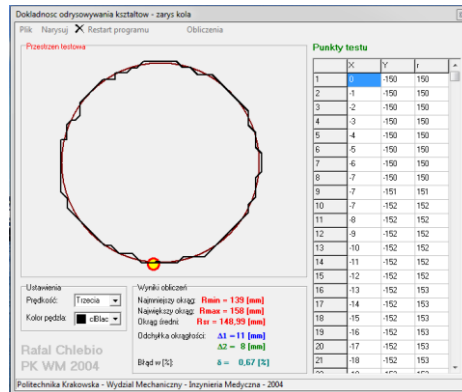 Dokladnosc odrysowywania kształtow - zarys kola
Plik Narysuj Restart programu Obliczenia
Przestrzen testowa
Punkty testu
X Y r
1 0 -150 150
2 -1 -150 150
3 -2 -150 150
4 -3 -150 150
5 -4 -150 150
6 -5 -150 150
7 -6 -150 150
8 -7 -150 150
9 -7 -151 151
10 -7 -152 152
11 -8 -152 152
12 -9 -152 152
13 -10 -152 152
14 -11 -152 152
15 -12 -152 152
16 -13 -152 153
17 -14 -152 153
18 -15 -152 153
19 -16 -152 153
20 -17 -152 153
21 -18 -152 153
Ustawienia
Prędkość: Trzecia
Kolor pędzla: clBlac
Rafal Chlebio
PK WM 2004
Wyniki obliczeń
Najmniejszy okrąg: Rmin = 139 [mm]
Największy okrąg: Rmax = 158 [mm]
Okrąg średni: Rsr = 148,99 [mm]
Odchyłka okrągłości: Δ1 =11 [mm]
Δ2 = 8 [mm]
Błąd w [%]: δ = 0,67 [%]
Politechnika Krakowska - Wydzial Mechaniczny - Inzynieria Medyczna - 2004